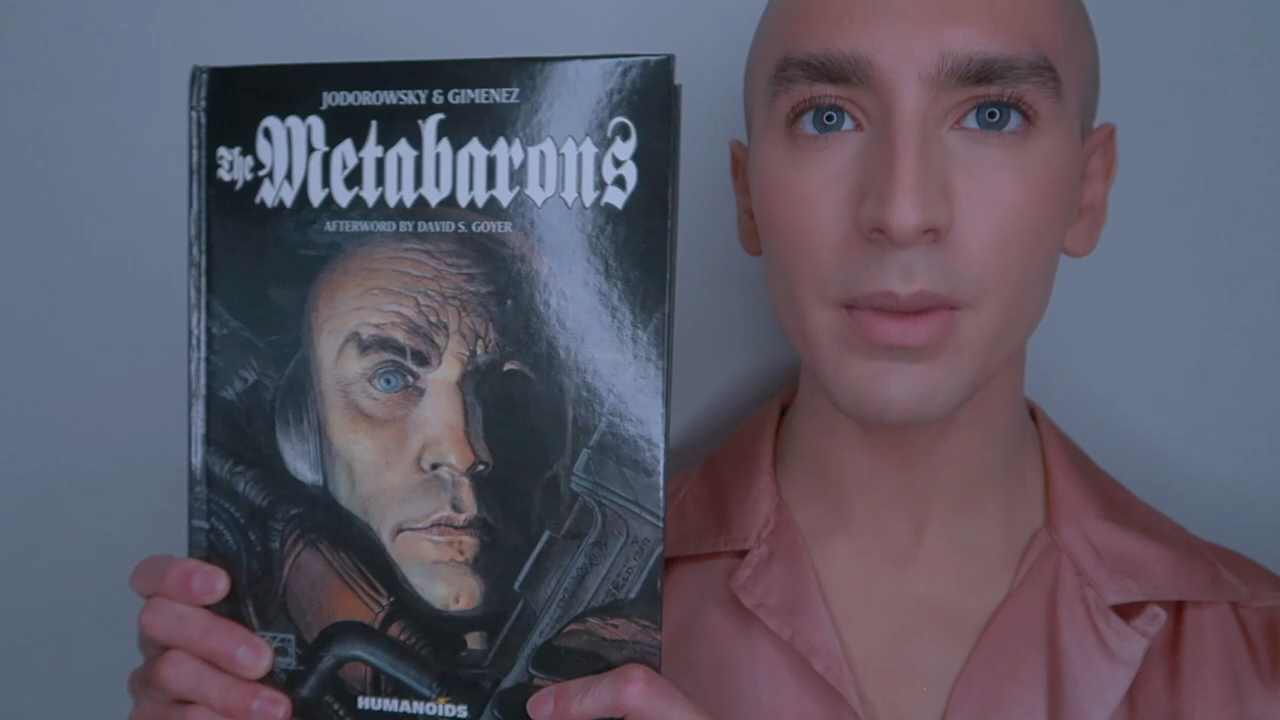 JODOROWSKY & GIMENEZ
The Metabarons
AFTERWORD BY DAVID S. GOYER
HUMANOIDS